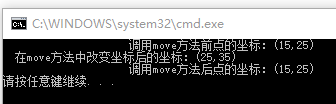 C:\WINDOWS\system32\cmd.exe
调用move方法前点的坐标：(15,25)
在move方法中改变坐标后的坐标：(25,35)
调用move方法后点的坐标：(15,25)
请按任意键继续. . .